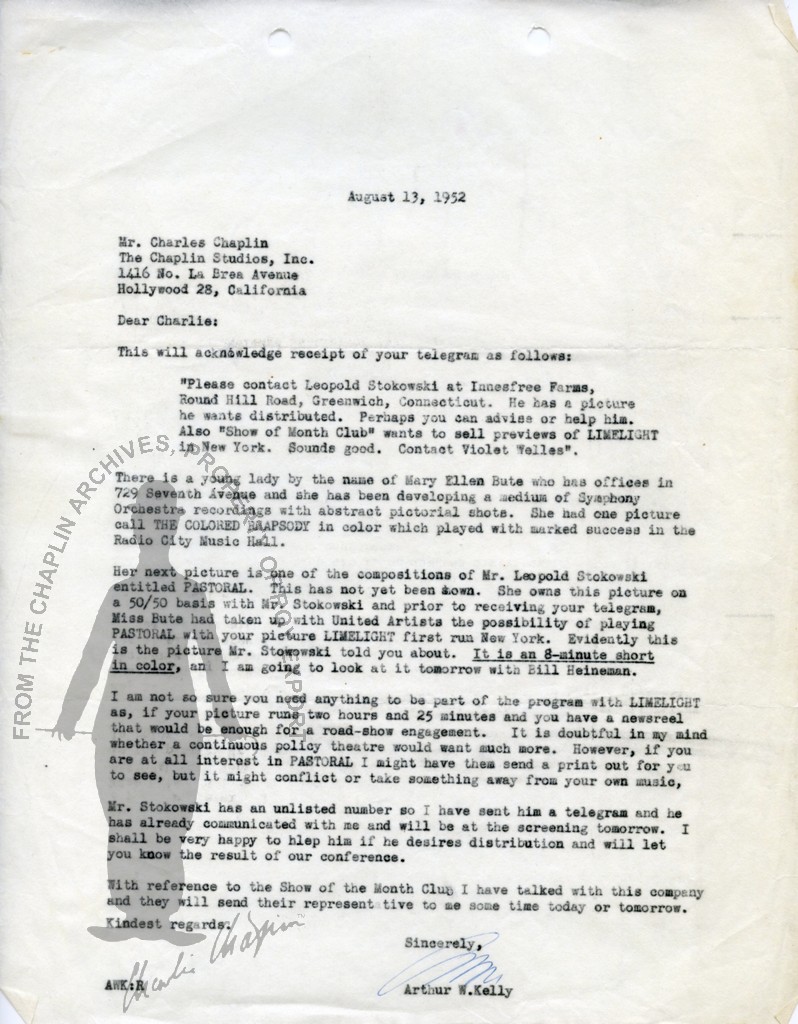 August 13, 1952
Mr. Charles Chaplin
The Chaplin Studios, Inc.
1416 No. La Brea Avenue
Hollywood 28, California
Dear Charlie:
This will acknowledge receipt of your telegram as follows:
"Please contact Leopold Stokowski at Innesfree Farms,
Round Hill Road, Greenwich, Connecticut. He has a picture
he wants distributed. Perhaps you can advise or help him.
Also "Show of Month Club" wants to sell previews of LIMELIGHT
in New York. Sounds good. Contact Violet Welles".
There is a young lady by the name of Mary Ellen Bute who has offices in
729 Seventh Avenue and she has been developing a medium of Symphony
Orchestra recordings with abstract pictorial shots. She had one picture
call THE COLORED RHAPSODY in color which played with marked success in the
Radio City Music Hall.
Her next picture is one of the compositions of Mr. Leopold Stokowski
entitled PASTORAL. This has not yet been shown. She owns this picture on
a 50/50 basis with Mr. Stokowski and prior to receiving your telegram,
Miss Bute had taken up with United Artists the possibility of playing
PASTORAL with your picture LIMELIGHT first run New York. Evidently this
is the picture Mr. Stowowski told you about. It is an 8-minute short
in color, and I am going to look at it tomorrow with Bill Heineman.
I am not so sure you need anything to be part of the program with LIMELIGHT
as, if your picture runs two hours and 25 minutes and you have a newsreel
that would be enough for a road-show engagement. It is doubtful in my mind
whether a continuous policy theatre would want much more. However, if you
are at all interest in PASTORAL I might have them send a print out for you
to see, but it might conflict or take something away from your own music,
Mr. Stokowski has an unlisted number so I have sent him a telegram and he
has already communicated with me and will be at the screening tomorrow. I
shall be very happy to hlep him if he desires distribution and will let
you know the result of our conference.
With reference to the Show of the Month Club I have talked with this company
and they will send their represent tive to me some time today or tomorrow.
Kindest regards.
Sincerely,
AWK:R
Arthur W.Kelly
FROM THE CHAPLIN ARCHIVES, PROPERTY OF ROY EXPORT
Charlie Chaplin